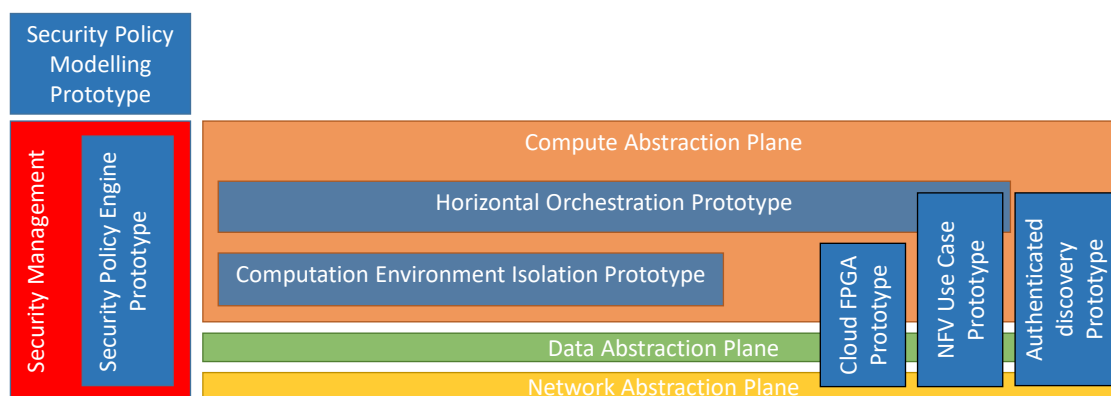 Security Policy
Modelling
Prototype
Security Management
Security Policy Engine
Prototype
Compute Abstraction Plane
Horizontal Orchestration Prototype
Computation Environment Isolation Prototype
Cloud FPGA
Prototype
NFV Use Case
Prototype
Authenticated
discovery
Prototype
Data Abstraction Plane
Network Abstraction Plane